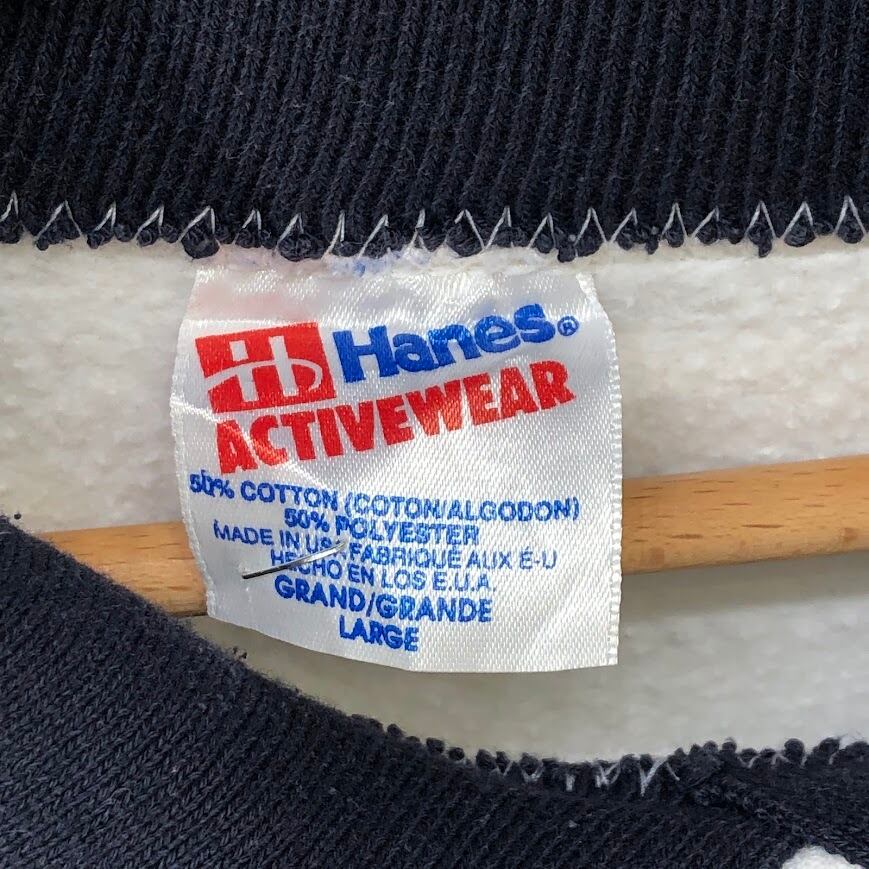 Hanes®
ACTIVEWEAR
50% COTTON (COTON/ALGODON)
50% POLYESTER
MADE IN USA FABRIQUÉ AUX É-U
HECHO EN LOS E.U.A.
GRAND/GRANDE
LARGE